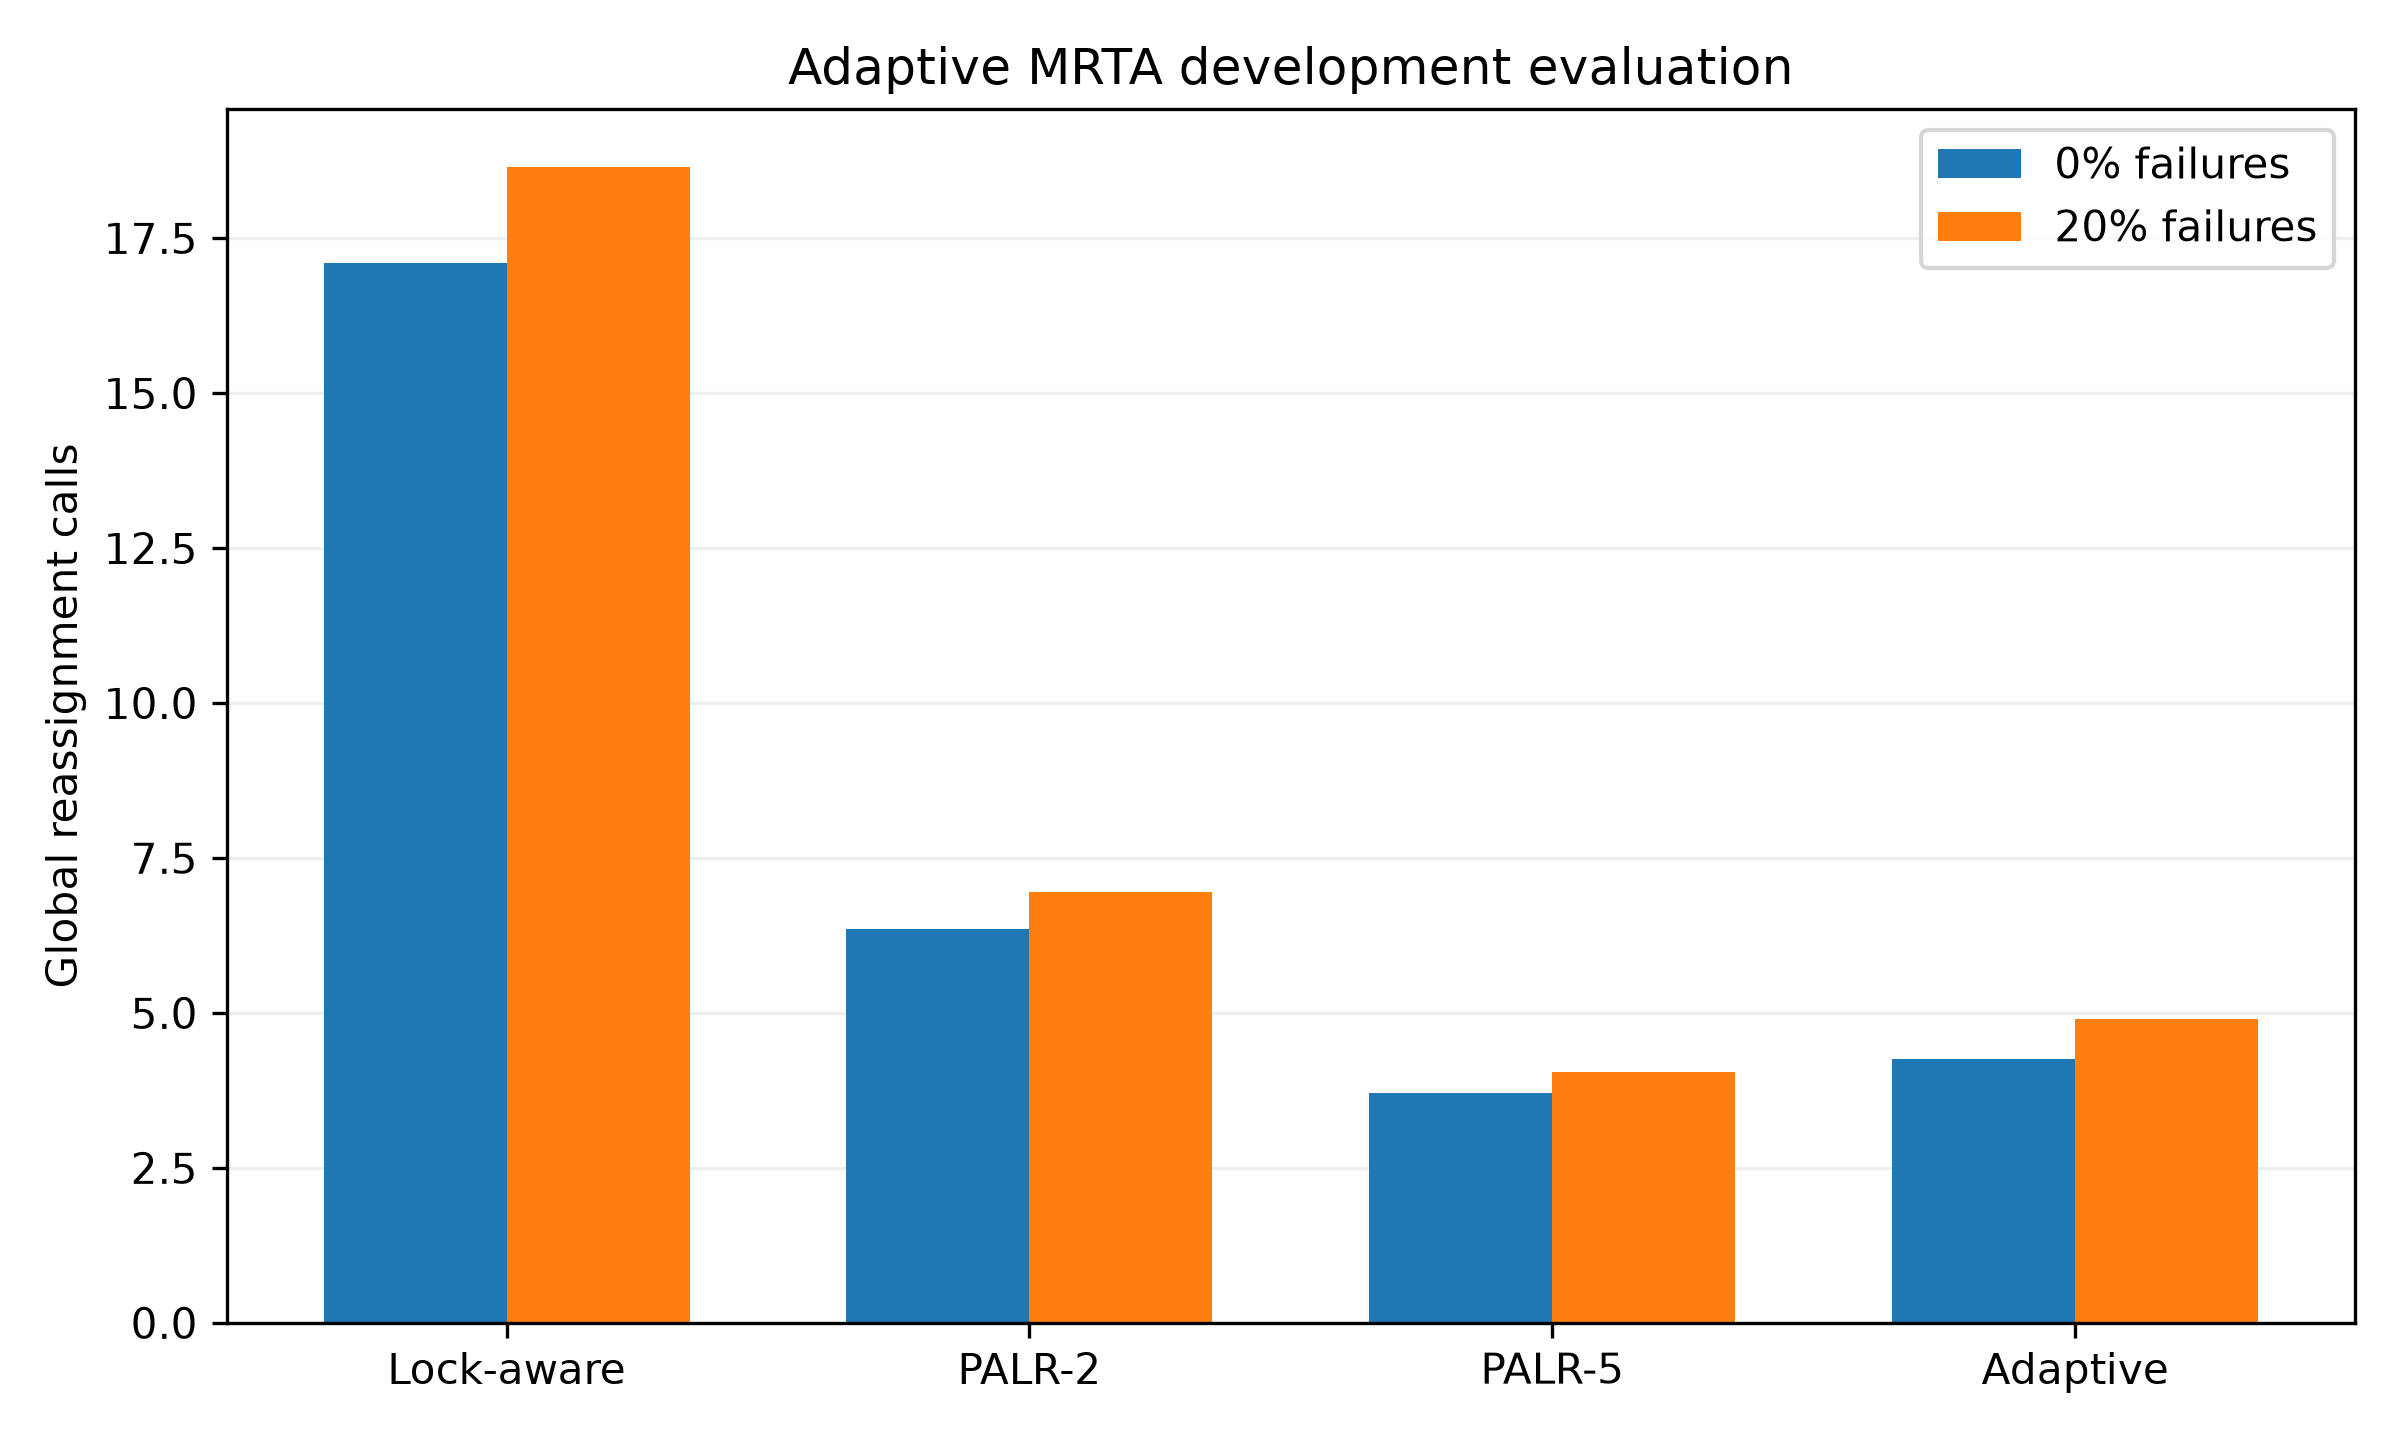 Adaptive MRTA development evaluation
0% failures
20% failures
Global reassignment calls
17.5
15.0
12.5
10.0
7.5
5.0
2.5
0.0
Lock-aware
PALR-2
PALR-5
Adaptive